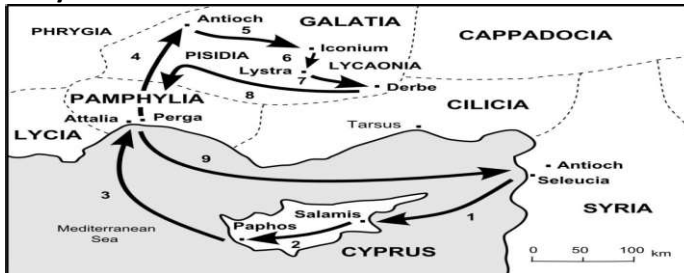 PHRYGIA
Antioch
GALATIA
5
CAPPADOCIA
Iconium
4
PISIDIA
6
LYCAONIA
Lystra
7
Derbe
8
PAMPHYLIA
CILICIA
Attalia
Perga
LYCIA
Tarsus
9
Antioch
Seleucia
3
SYRIA
Salamis
1
Mediterranean
Sea
Paphos
2
CYPRUS
0 50 100
km